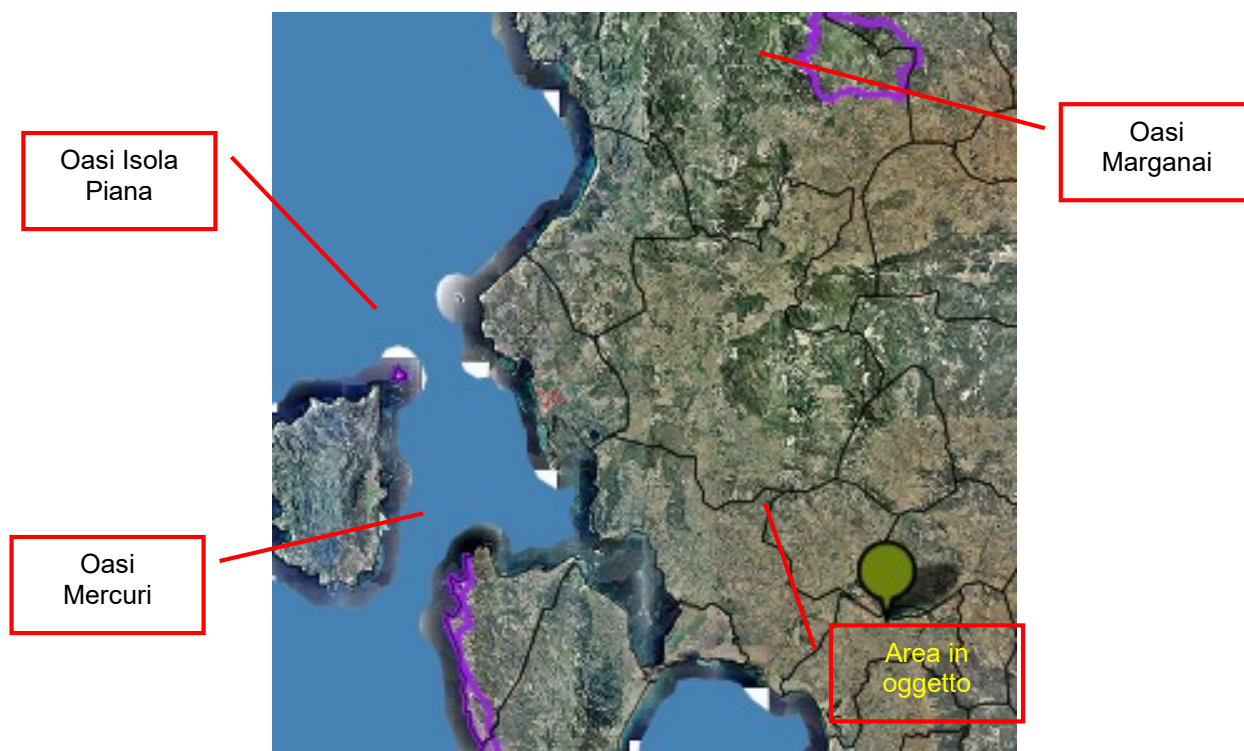 Oasi Isola
Piana
Oasi
Marganai
Oasi
Mercuri
Area in
oggetto